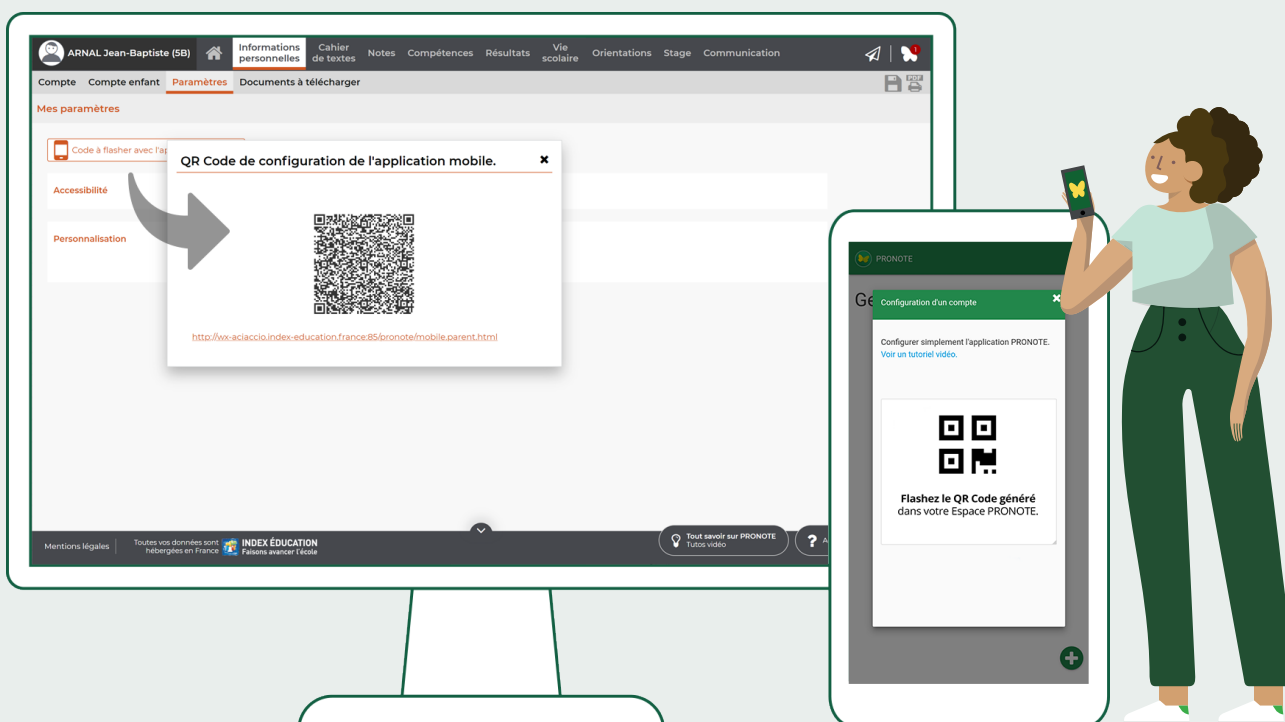 ARNAL Jean-Baptiste (5B)
Informations
personnelles
Cahier
de textes
Notes
Compétences
Résultats
Vie
scolaire
Orientations
Stage
Communication
1
Compte
Compte enfant
Paramètres
Documents à télécharger
PDF
Mes paramètres
Code à flasher avec l'ap
QR Code de configuration de l'application mobile.
Accessibilité
Personnalisation
http://wx-aciaccio.index-education.france:85/pronote/mobile.parent.html
Mentions légales
Toutes vos données sont
hébergées en France
INDEX ÉDUCATION
Faisons avancer l'école
Tout savoir sur PRONOTE
Tutos vidéo
? A
PRONOTE
Ge
Configuration d'un compte
Configurer simplement l'application PRONOTE.
Voir un tutoriel vidéo.
Flashez le QR Code généré
dans votre Espace PRONOTE.